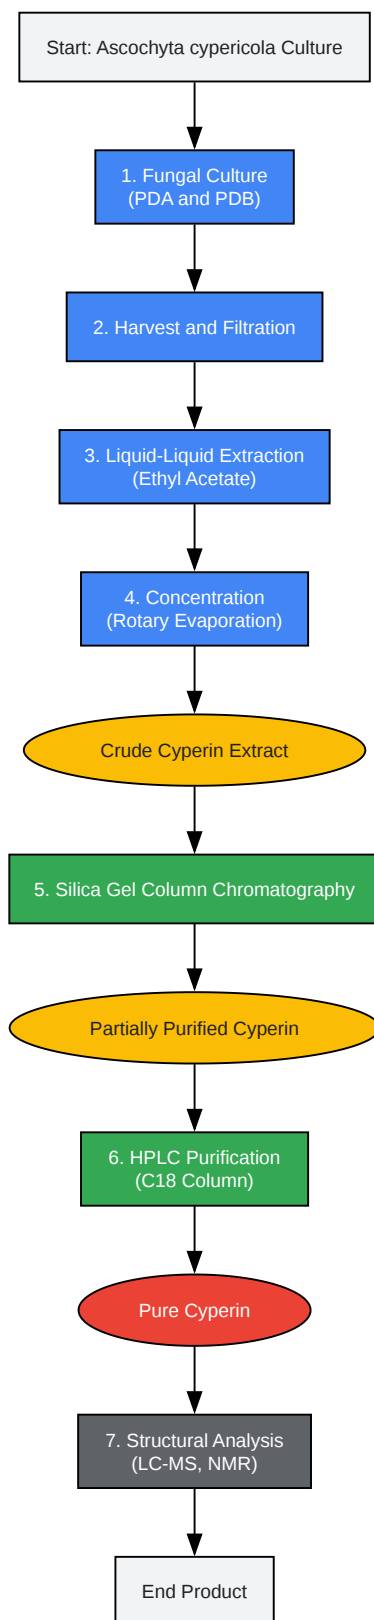 Start: Ascochyta cypericola Culture
1. Fungal Culture
(PDA and PDB)
2. Harvest and Filtration
3. Liquid-Liquid Extraction
(Ethyl Acetate)
4. Concentration
(Rotary Evaporation)
Crude Cyperin Extract
5. Silica Gel Column Chromatography
Partially Purified Cyperin
6. HPLC Purification
(C18 Column)
Pure Cyperin
7. Structural Analysis
(LC-MS, NMR)
End Product